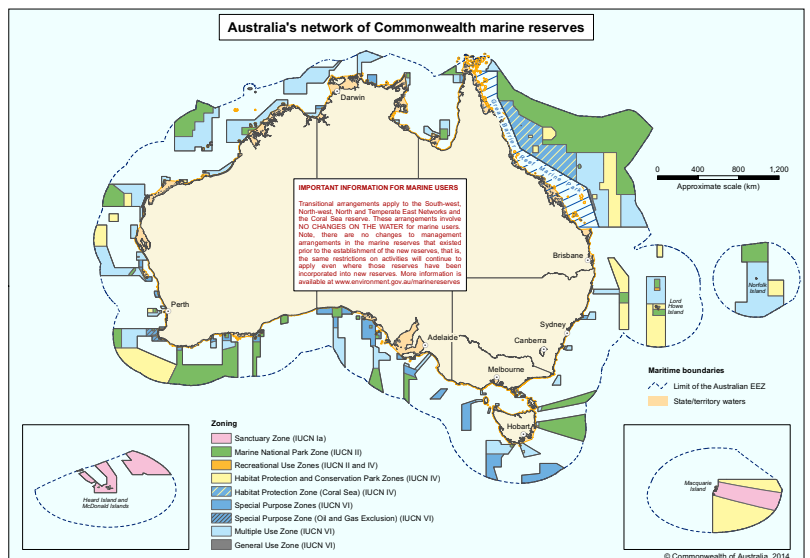 Australia's network of Commonwealth marine reserves
Darwin
Great Barrier
Reef Marine Park
0 400 800 1,200
Approximate scale (km)
IMPORTANT INFORMATION FOR MARINE USERS
Transitional arrangements apply to the South-west,
North-west, North and Temperate East Networks and
the Coral Sea reserve. These arrangements involve
NO CHANGES ON THE WATER for marine users.
Note, there are no changes to management
arrangements in the marine reserves that existed
prior to the establishment of the new reserves, that is,
the same restrictions on activities will continue to
apply even where those reserves have been
incorporated into new reserves. More information is
available at www.environment.gov.au/marinereserves
Brisbane
Norfolk
Island
Lord
Howe
Island
Perth
Sydney
Adelaide
Canberra
Melbourne
Hobart
Maritime boundaries
Limit of the Australian EEZ
State/territory waters
Zoning
Sanctuary Zone (IUCN Ia)
Marine National Park Zone (IUCN II)
Recreational Use Zones (IUCN II and IV)
Habitat Protection and Conservation Park Zones (IUCN IV)
Habitat Protection Zone (Coral Sea) (IUCN IV)
Special Purpose Zones (IUCN VI)
Special Purpose Zone (Oil and Gas Exclusion) (IUCN VI)
Multiple Use Zone (IUCN VI)
General Use Zone (IUCN VI)
Heard Island and
McDonald Islands
Macquarie
Island
© Commonwealth of Australia, 2014